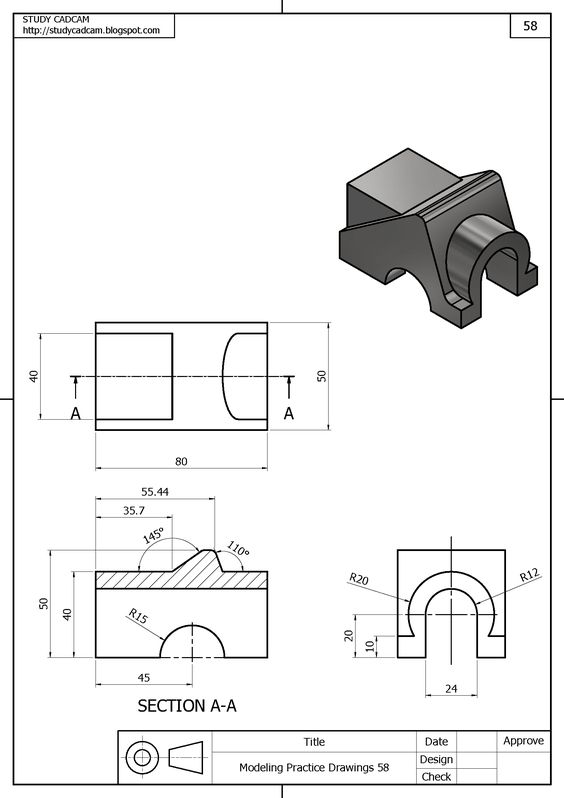 STUDY CADCAM
http://studycadcam.blogspot.com
58
40
50
A
A
80
55.44
35.7
145°
110°
50
40
R15
45
R20
R12
20
10
24
SECTION A-A
Title
Date
Approve
Modeling Practice Drawings 58
Design
Check